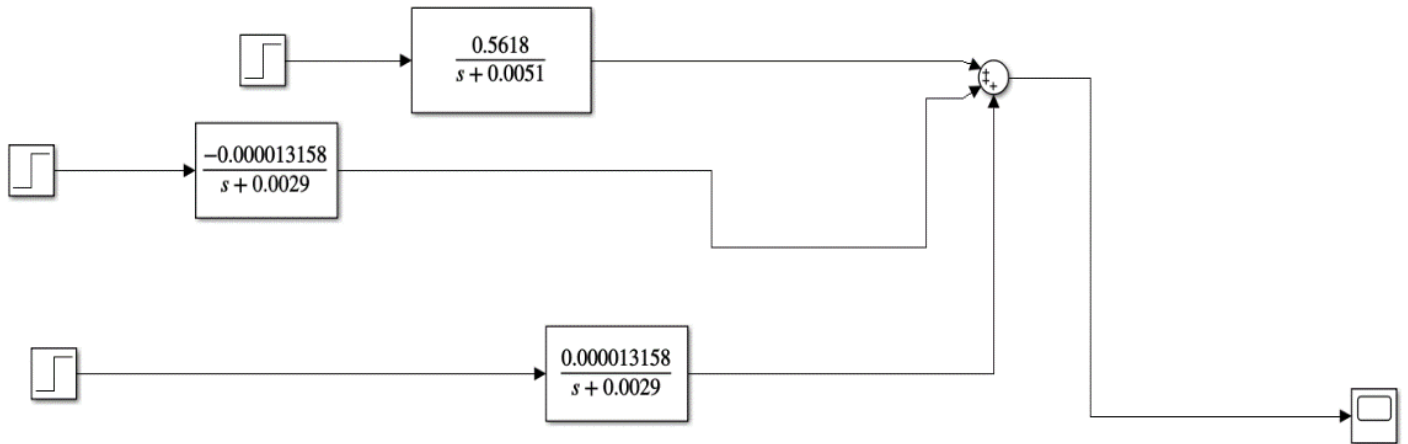 0.5618
s + 0.0051
+
+
+
−0.000013158
s + 0.0029
0.000013158
s + 0.0029